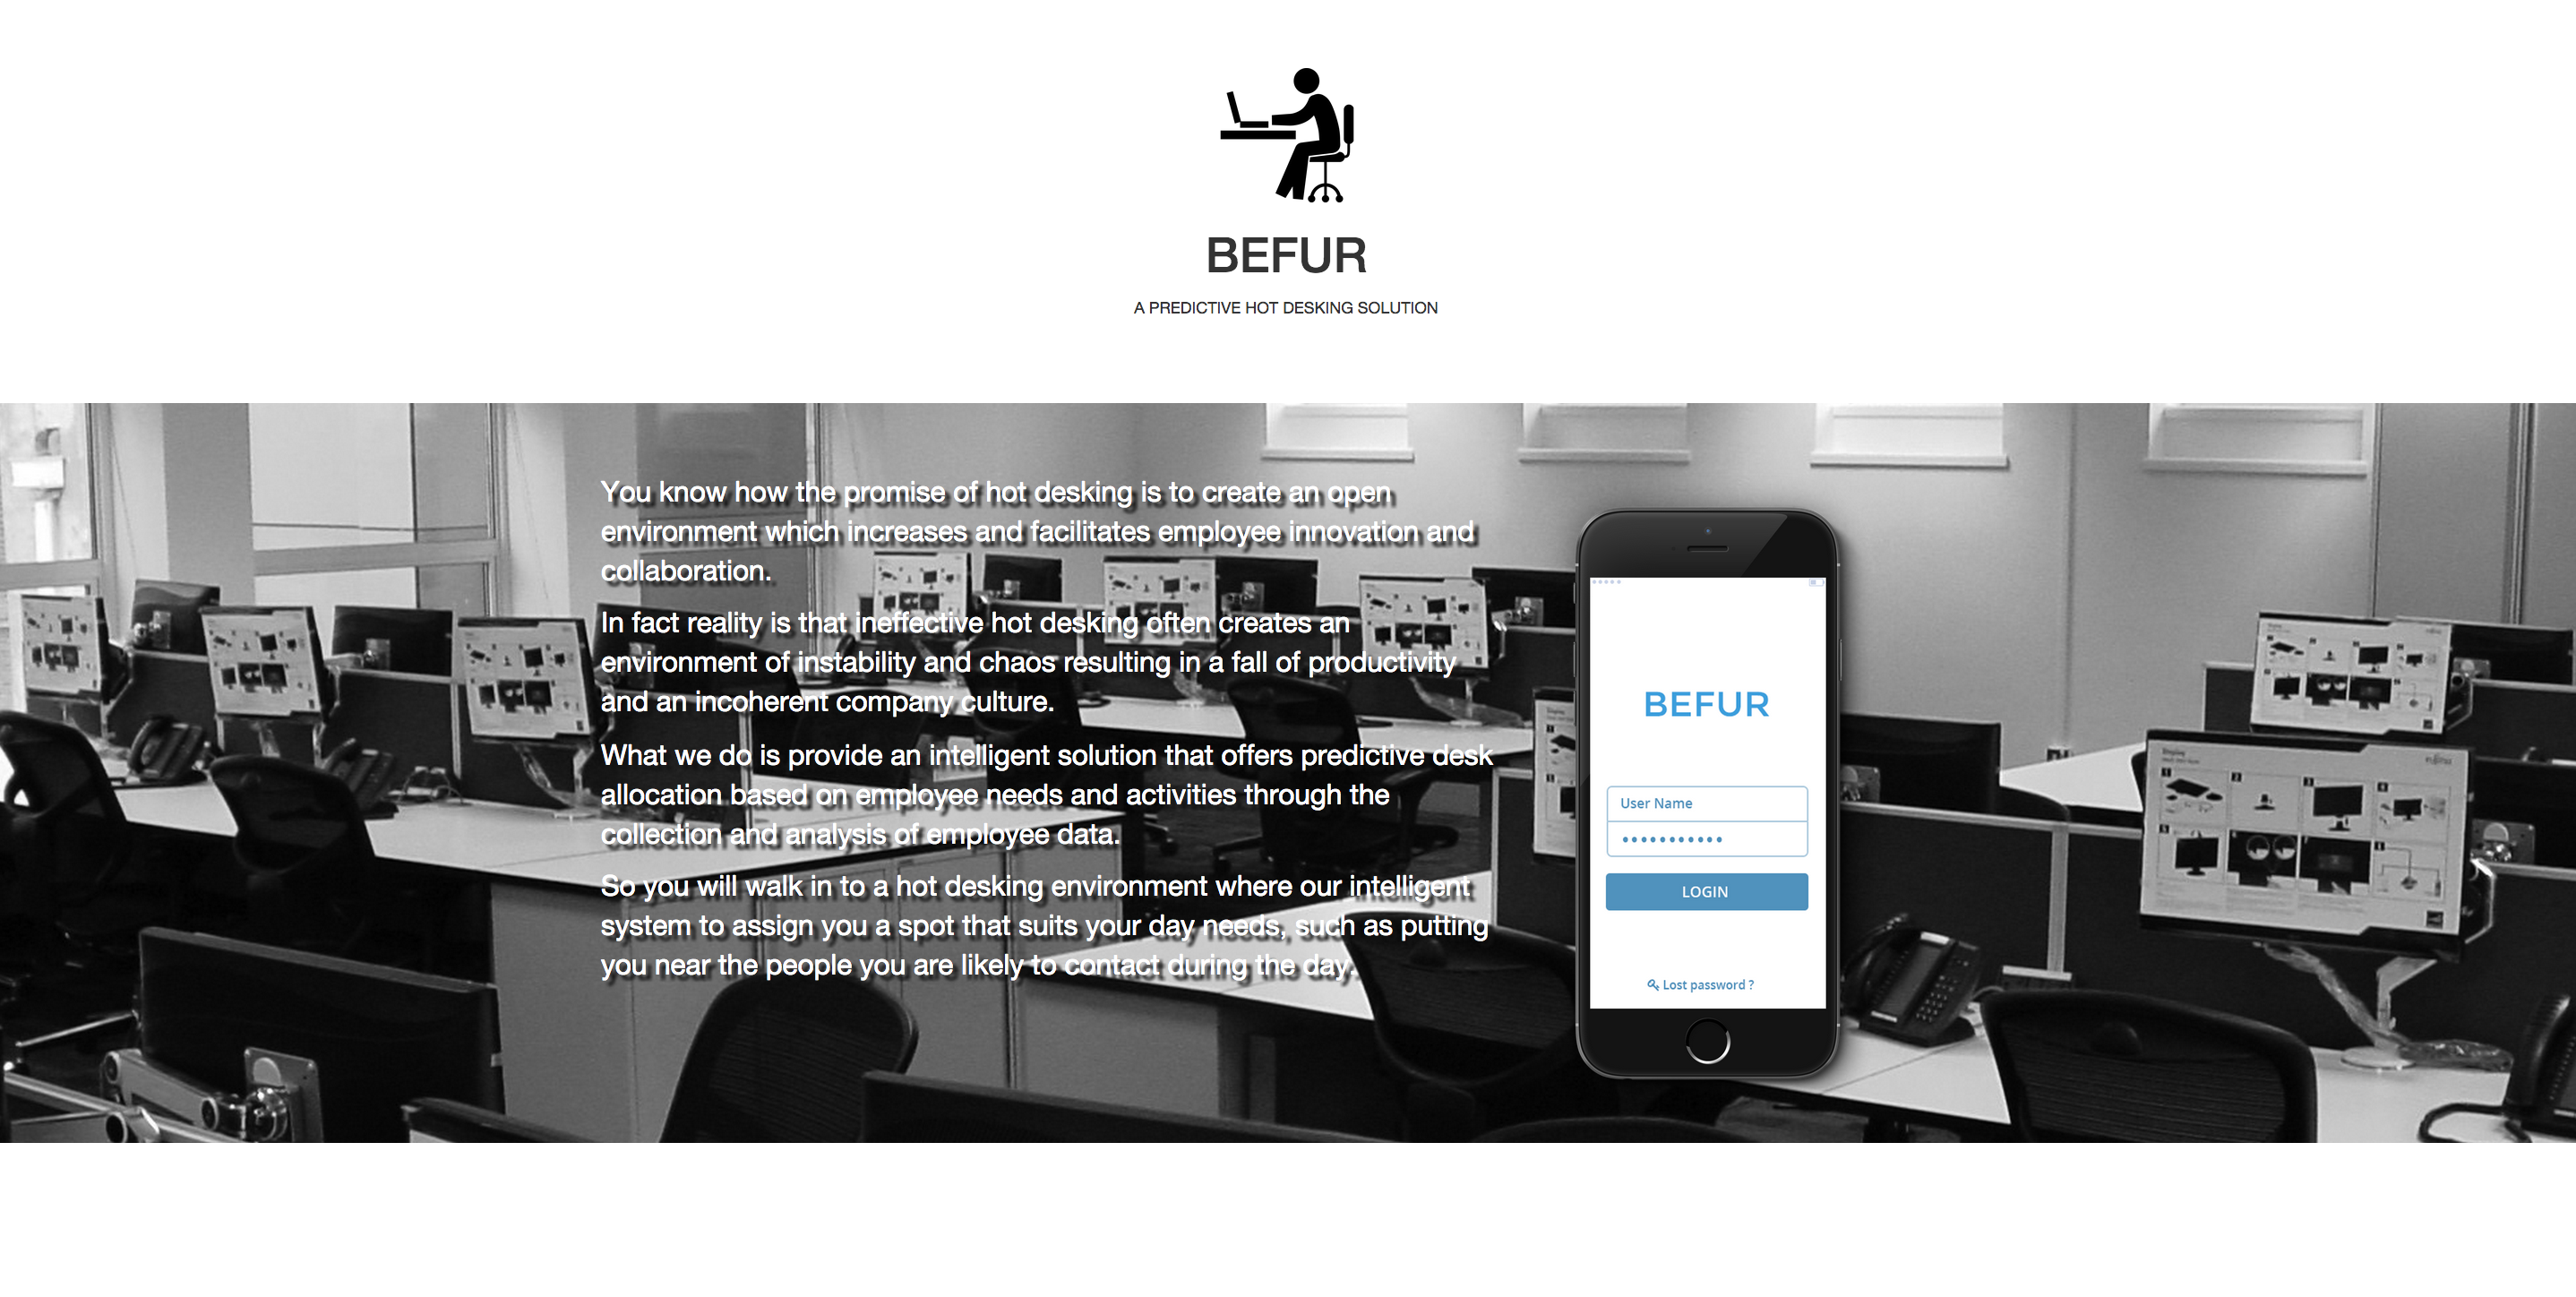 BEFUR
A PREDICTIVE HOT DESKING SOLUTION
You know how the promise of hot desking is to create an open
environment which increases and facilitates employee innovation and
collaboration.
In fact reality is that ineffective hot desking often creates an
environment of instability and chaos resulting in a fall of productivity
and an incoherent company culture.
What we do is provide an intelligent solution that offers predictive desk
allocation based on employee needs and activities through the
collection and analysis of employee data.
So you will walk in to a hot desking environment where our intelligent
system to assign you a spot that suits your day needs, such as putting
you near the people you are likely to contact during the day.
BEFUR
User Name
LOGIN
Lost password ?